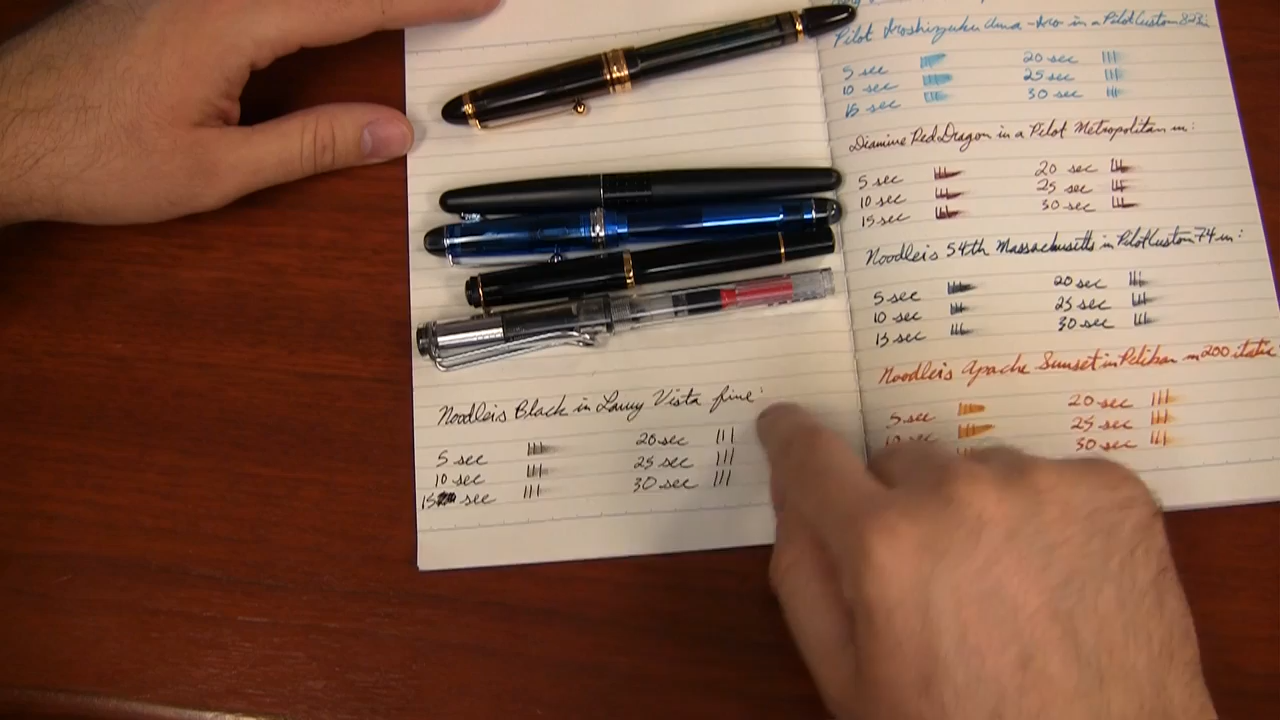 Noodler's Black in Lamy Vista fine:
5 sec 20 sec
10 sec 25 sec
15 sec 30 sec
Pilot Iroshizuku Ama-Iro in a Pilot Custom 823 in
5 sec 20 sec
10 sec 25 sec
15 sec 30 sec
Diamine Red Dragon in a Pilot Metropolitan m:
5 sec 20 sec
10 sec 25 sec
15 sec 30 sec
Noodler's 54th Massachusetts in Pilot Custom 74 m:
5 sec 20 sec
10 sec 25 sec
15 sec 30 sec
Noodler's Apache Sunset in Pelikan m200 italic
5 sec 20 sec
10 sec 25 sec
30 sec